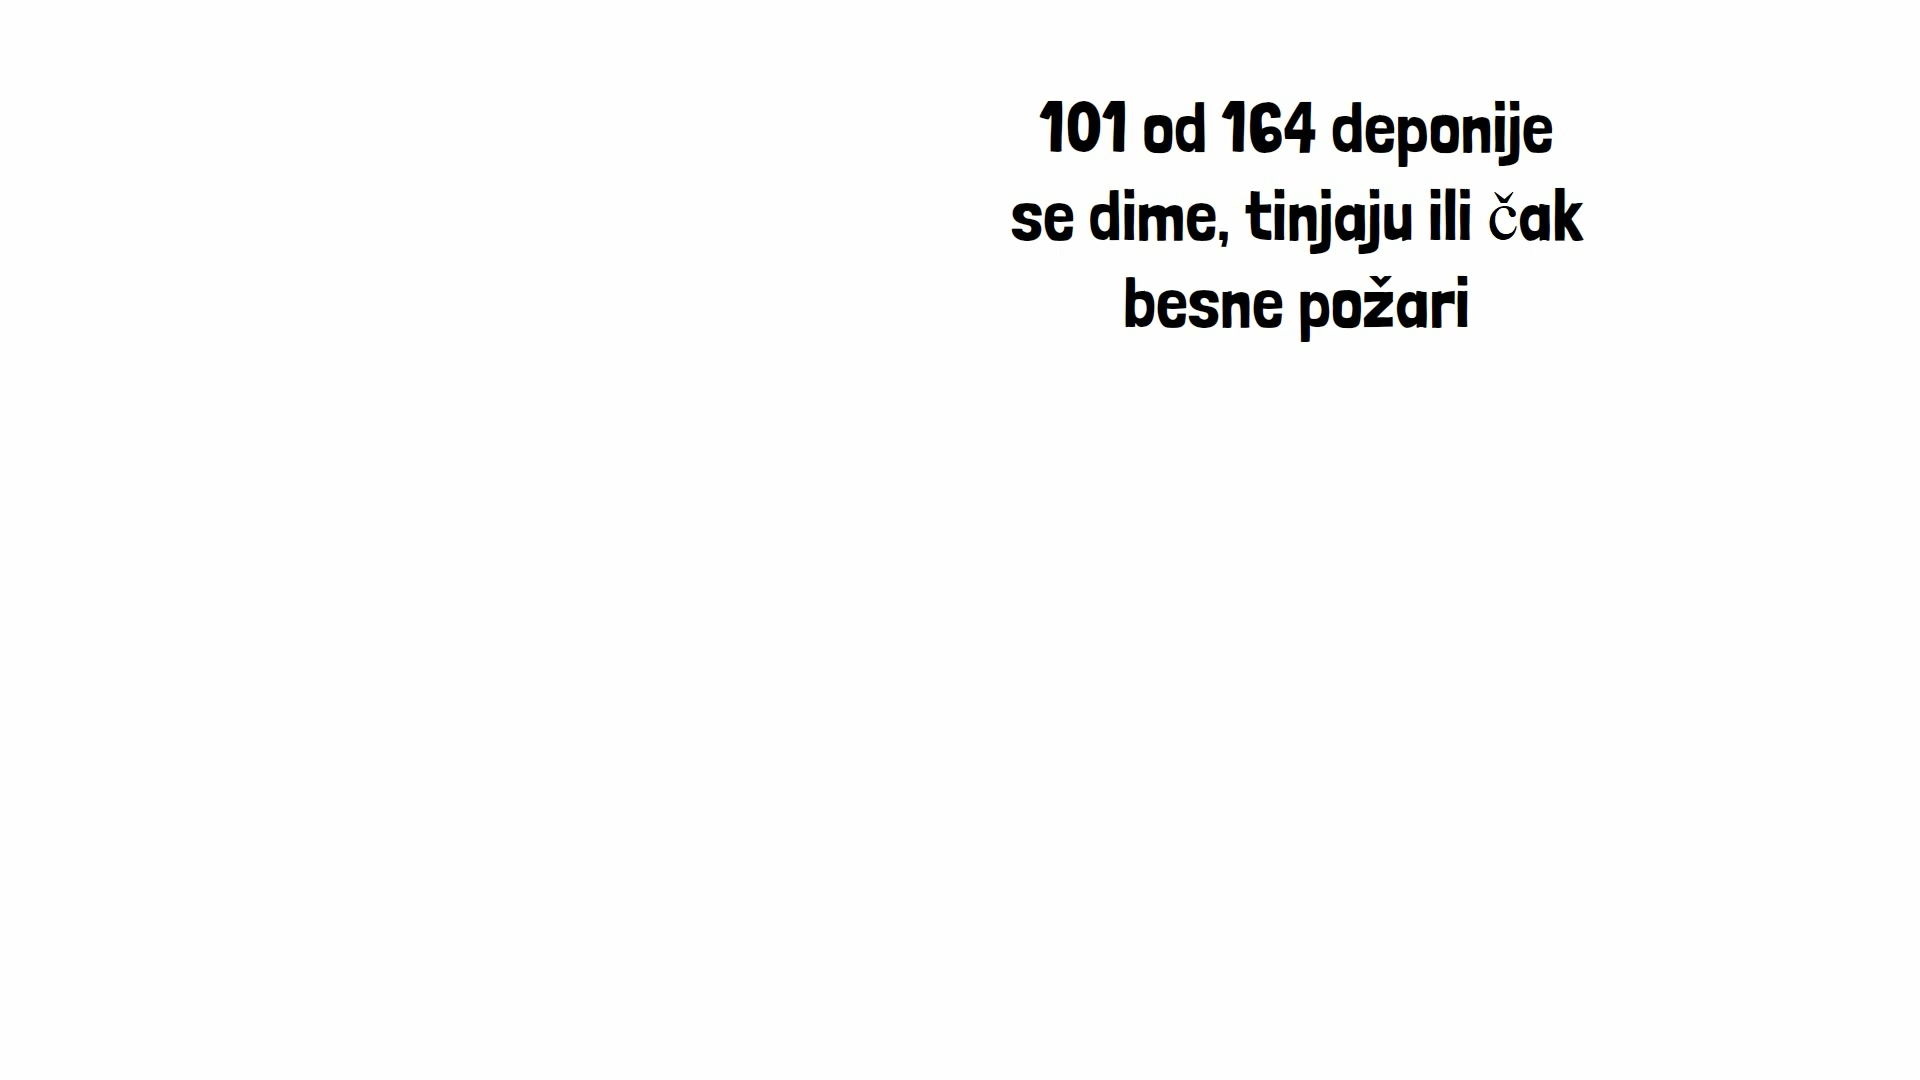 101 od 164 deponije
se dime, tinjaju ili čak
besne požari